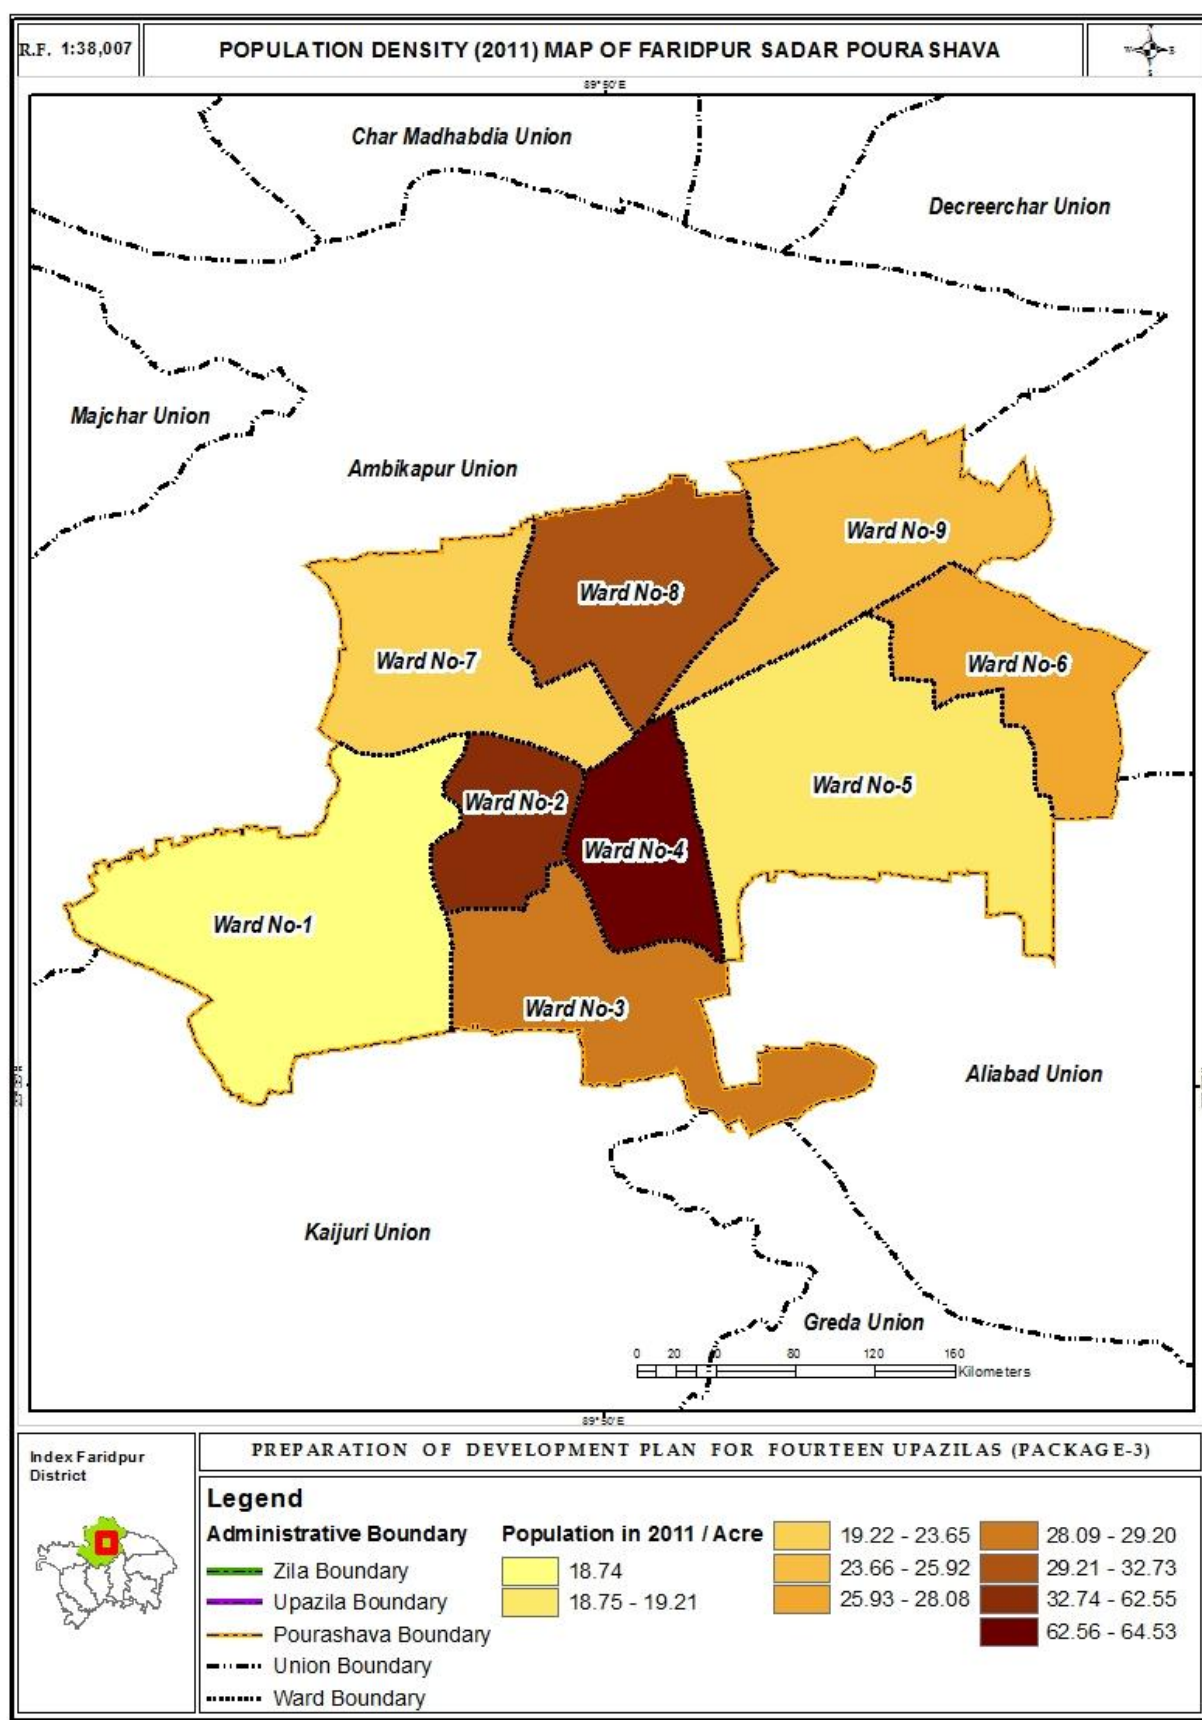 R.F. 1:38,007
POPULATION DENSITY (2011) MAP OF FARIDPUR SADAR POURASHAVA
89°50'E
Char Madhabdia Union
Decreerchar Union
Majchar Union
Ambikapur Union
Ward No-9
Ward No-8
Ward No-7
Ward No-6
Ward No-5
Ward No-2
Ward No-4
Ward No-1
Ward No-3
Aliabad Union
Kaijuri Union
Greda Union
0 20 40 80 120 160
Kilometers
89°50'E
Index Faridpur
District
PREPARATION OF DEVELOPMENT PLAN FOR FOURTEEN UPAZILAS (PACKAGE-3)
Legend
Administrative Boundary
Zila Boundary
Upazila Boundary
Pourashava Boundary
Union Boundary
Ward Boundary
Population in 2011 / Acre
18.74
18.75 - 19.21
19.22 - 23.65
23.66 - 25.92
25.93 - 28.08
28.09 - 29.20
29.21 - 32.73
32.74 - 62.55
62.56 - 64.53